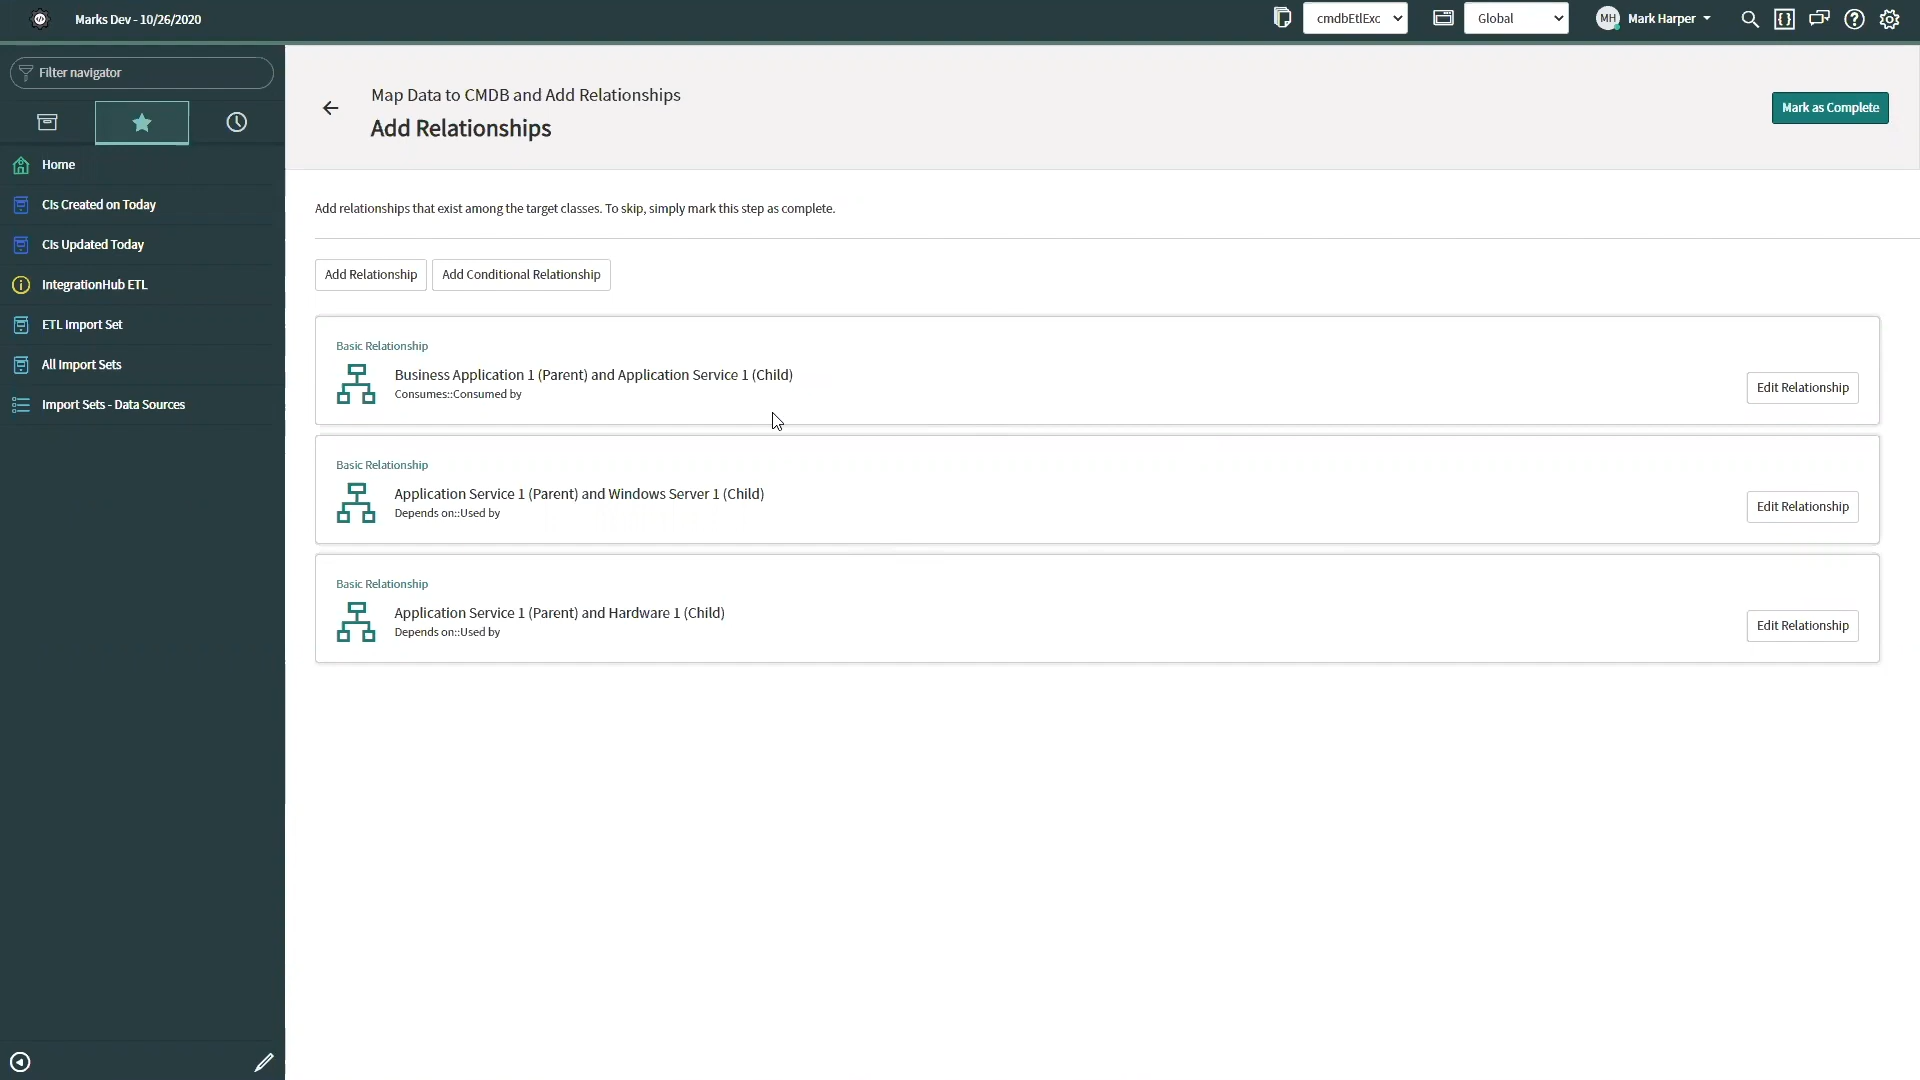 Marks Dev - 10/26/2020
cmdbEtlExc
Global
MH
Mark Harper
Filter navigator
Home
CIs Created on Today
CIs Updated Today
IntegrationHub ETL
ETL Import Set
All Import Sets
Import Sets - Data Sources
Map Data to CMDB and Add Relationships
Add Relationships
Mark as Complete
Add relationships that exist among the target classes. To skip, simply mark this step as complete.
Add Relationship
Add Conditional Relationship
Basic Relationship
Business Application 1 (Parent) and Application Service 1 (Child)
Consumes::Consumed by
Edit Relationship
Basic Relationship
Application Service 1 (Parent) and Windows Server 1 (Child)
Depends on::Used by
Edit Relationship
Basic Relationship
Application Service 1 (Parent) and Hardware 1 (Child)
Depends on::Used by
Edit Relationship